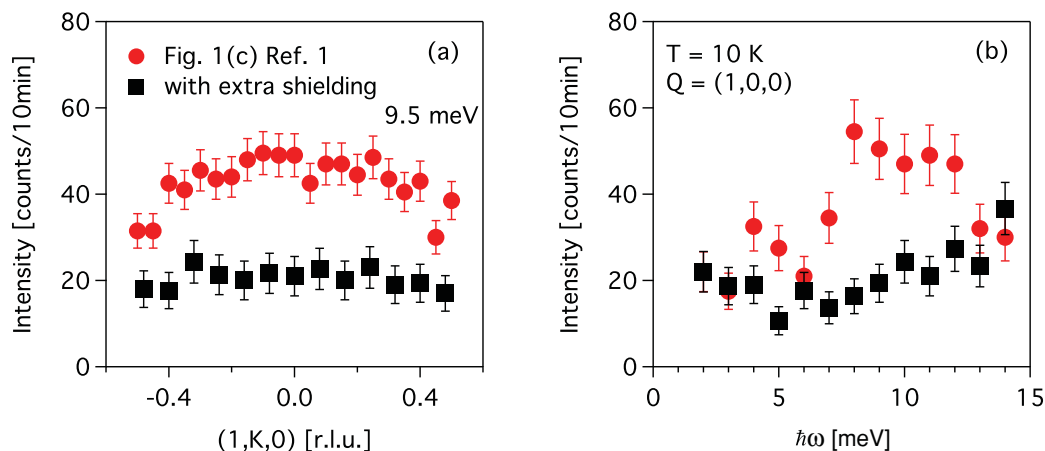 80
60
40
20
0
Intensity [counts/10min]
Fig. 1(c) Ref. 1
with extra shielding
(a)
9.5 meV
-0.4
0.0
0.4
(1,K,0) [r.l.u.]
80
60
40
20
0
Intensity [counts/10min]
T = 10 K
Q = (1,0,0)
(b)
0
5
10
15
ℏω [meV]